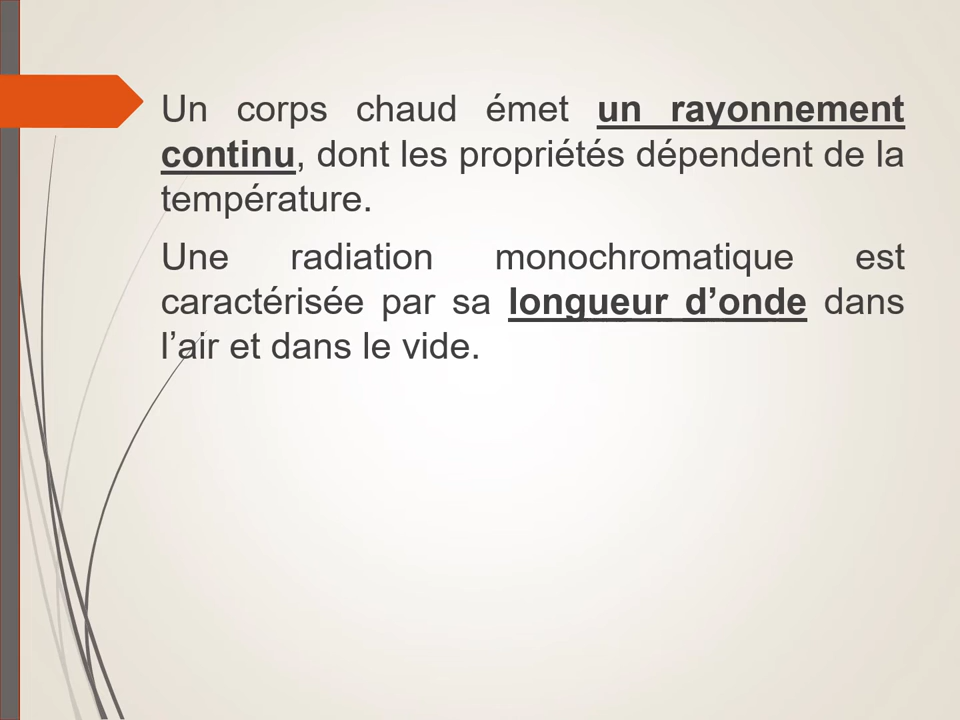 Un corps chaud émet un rayonnement
continu, dont les propriétés dépendent de la
température.
Une radiation monochromatique est
caractérisée par sa longueur d’onde dans
l’air et dans le vide.